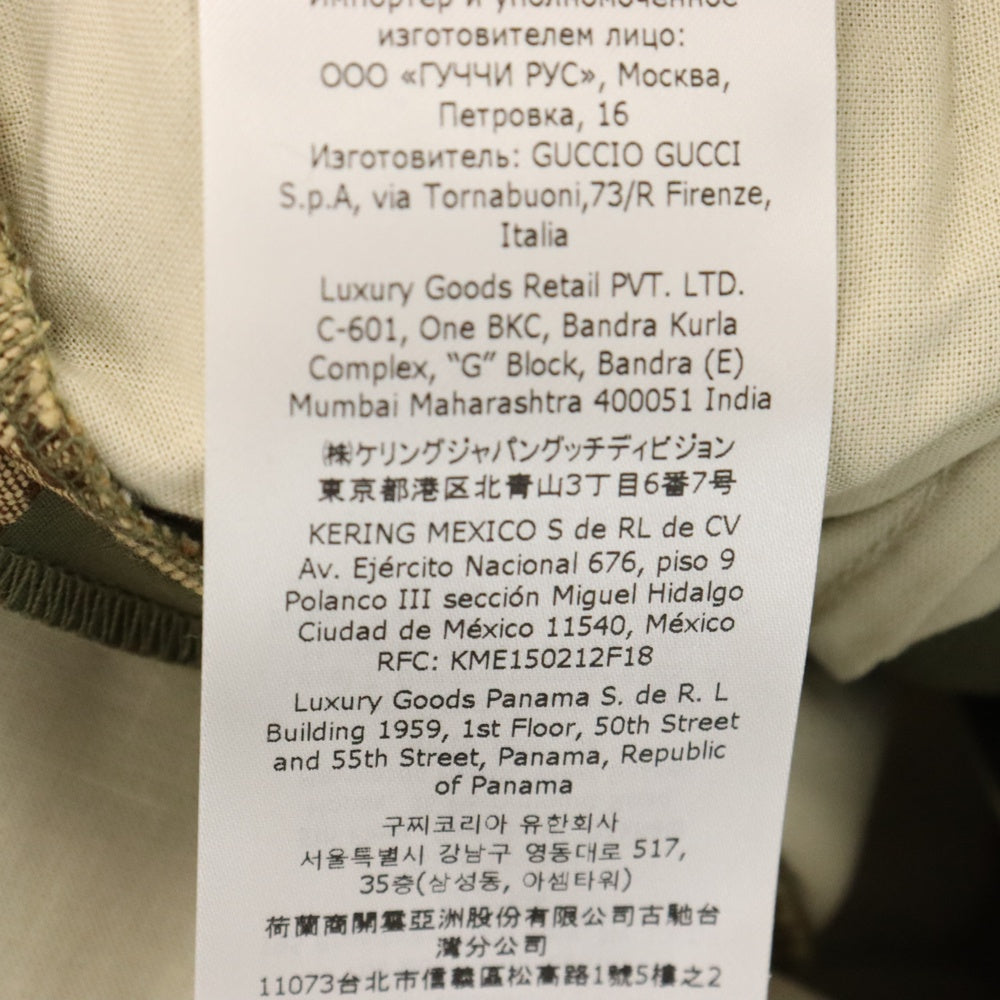 Импортер и уполномоченное
изготовителем лицо:
ООО «ГУЧЧИ РУС», Москва,
Петровка, 16
Изготовитель: GUCCIO GUCCI
S.p.A, via Tornabuoni,73/R Firenze,
Italia
Luxury Goods Retail PVT. LTD.
C-601, One BKC, Bandra Kurla
Complex, “G” Block, Bandra (E)
Mumbai Maharashtra 400051 India
㈱ケリングジャパングッチディビジョン
東京都港区北青山3丁目6番7号
KERING MEXICO S de RL de CV
Av. Ejército Nacional 676, piso 9
Polanco III sección Miguel Hidalgo
Ciudad de México 11540, México
RFC: KME150212F18
Luxury Goods Panama S. de R. L
Building 1959, 1st Floor, 50th Street
and 55th Street, Panama, Republic
of Panama
구찌코리아 유한회사
서울특별시 강남구 영동대로 517,
35층(삼성동, 아셈타워)
荷蘭商開雲亞洲股份有限公司古馳台
灣分公司
11073台北市信義區松高路1號5樓之2